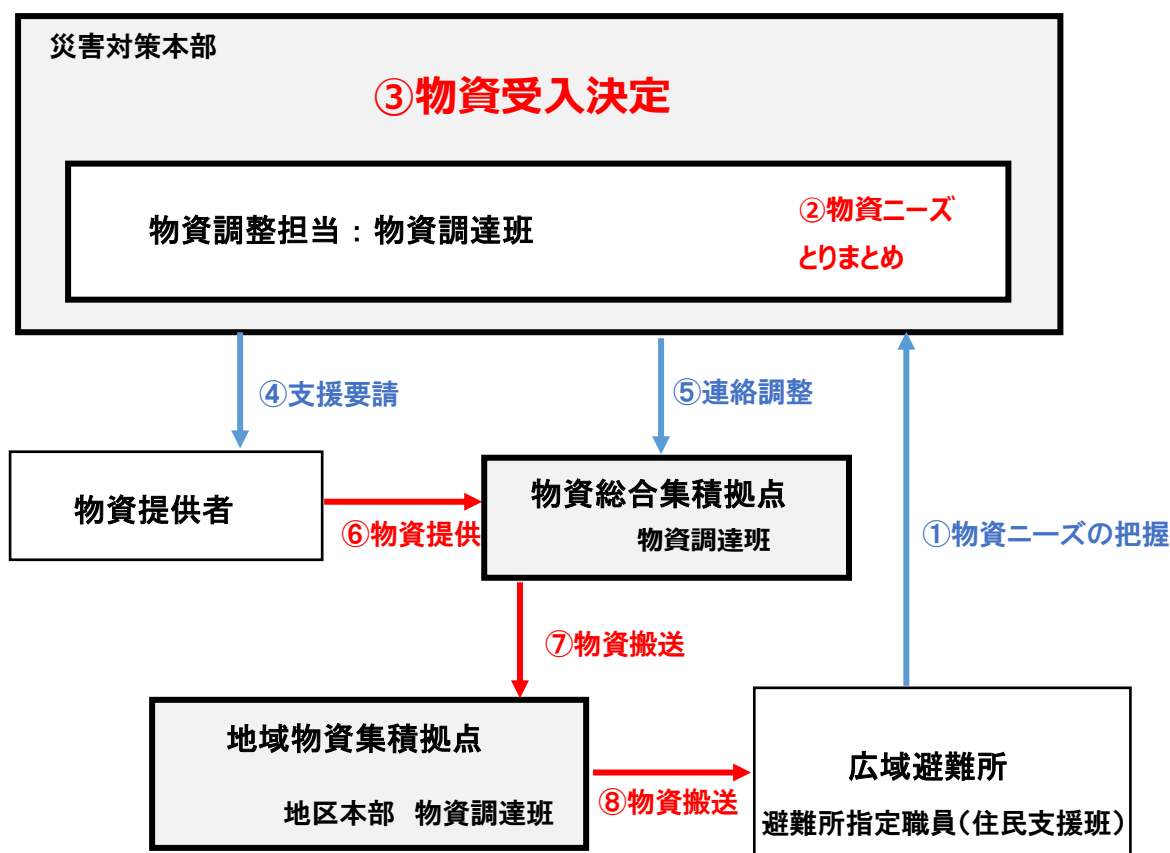 災害対策本部
③物資受入決定
物資調整担当：物資調達班
②物資ニーズ
とりまとめ
④支援要請
⑤連絡調整
物資提供者
⑥物資提供
物資総合集積拠点
物資調達班
①物資ニーズの把握
⑦物資搬送
地域物資集積拠点
地区本部 物資調達班
⑧物資搬送
広域避難所
避難所指定職員（住民支援班）